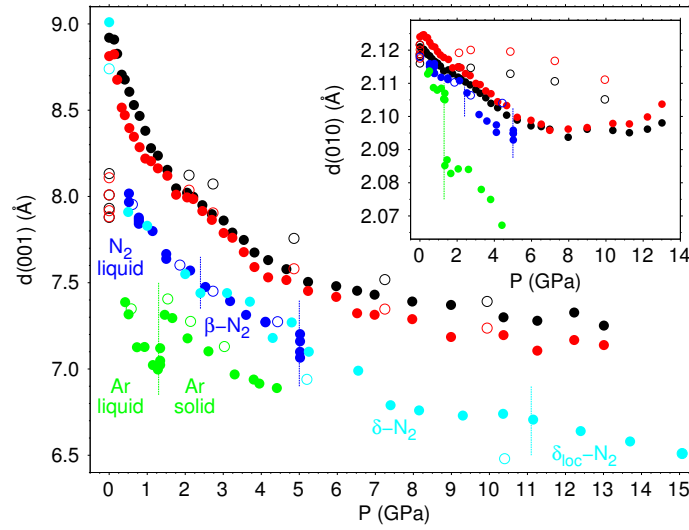 9.0
8.5
8.0
7.5
7.0
6.5
d(001) (Å)
0 1 2 3 4 5 6 7 8 9 10 11 12 13 14 15
P (GPa)
N2
liquid
β−N2
Ar
liquid
Ar
solid
δ−N2
δloc−N2
2.12
2.11
2.10
2.09
2.08
2.07
d(010) (Å)
0 2 4 6 8 10 12 14
P (GPa)